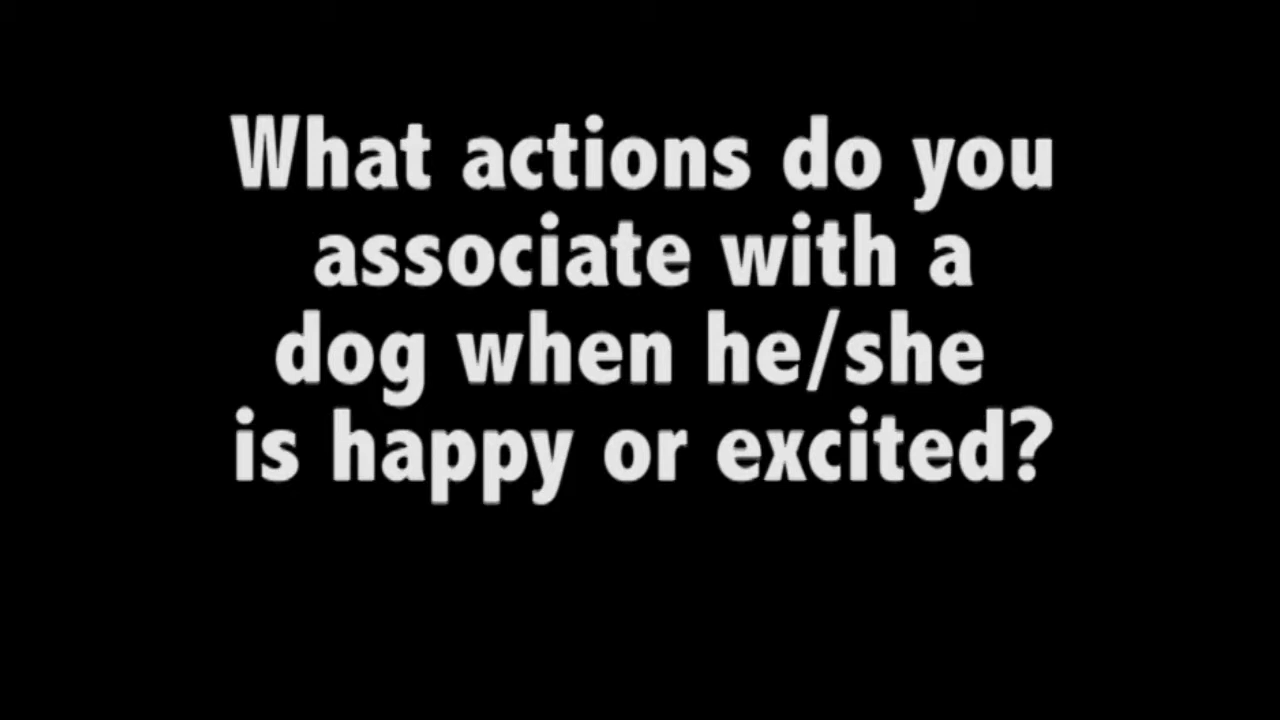 What actions do you
associate with a
dog when he/she
is happy or excited?